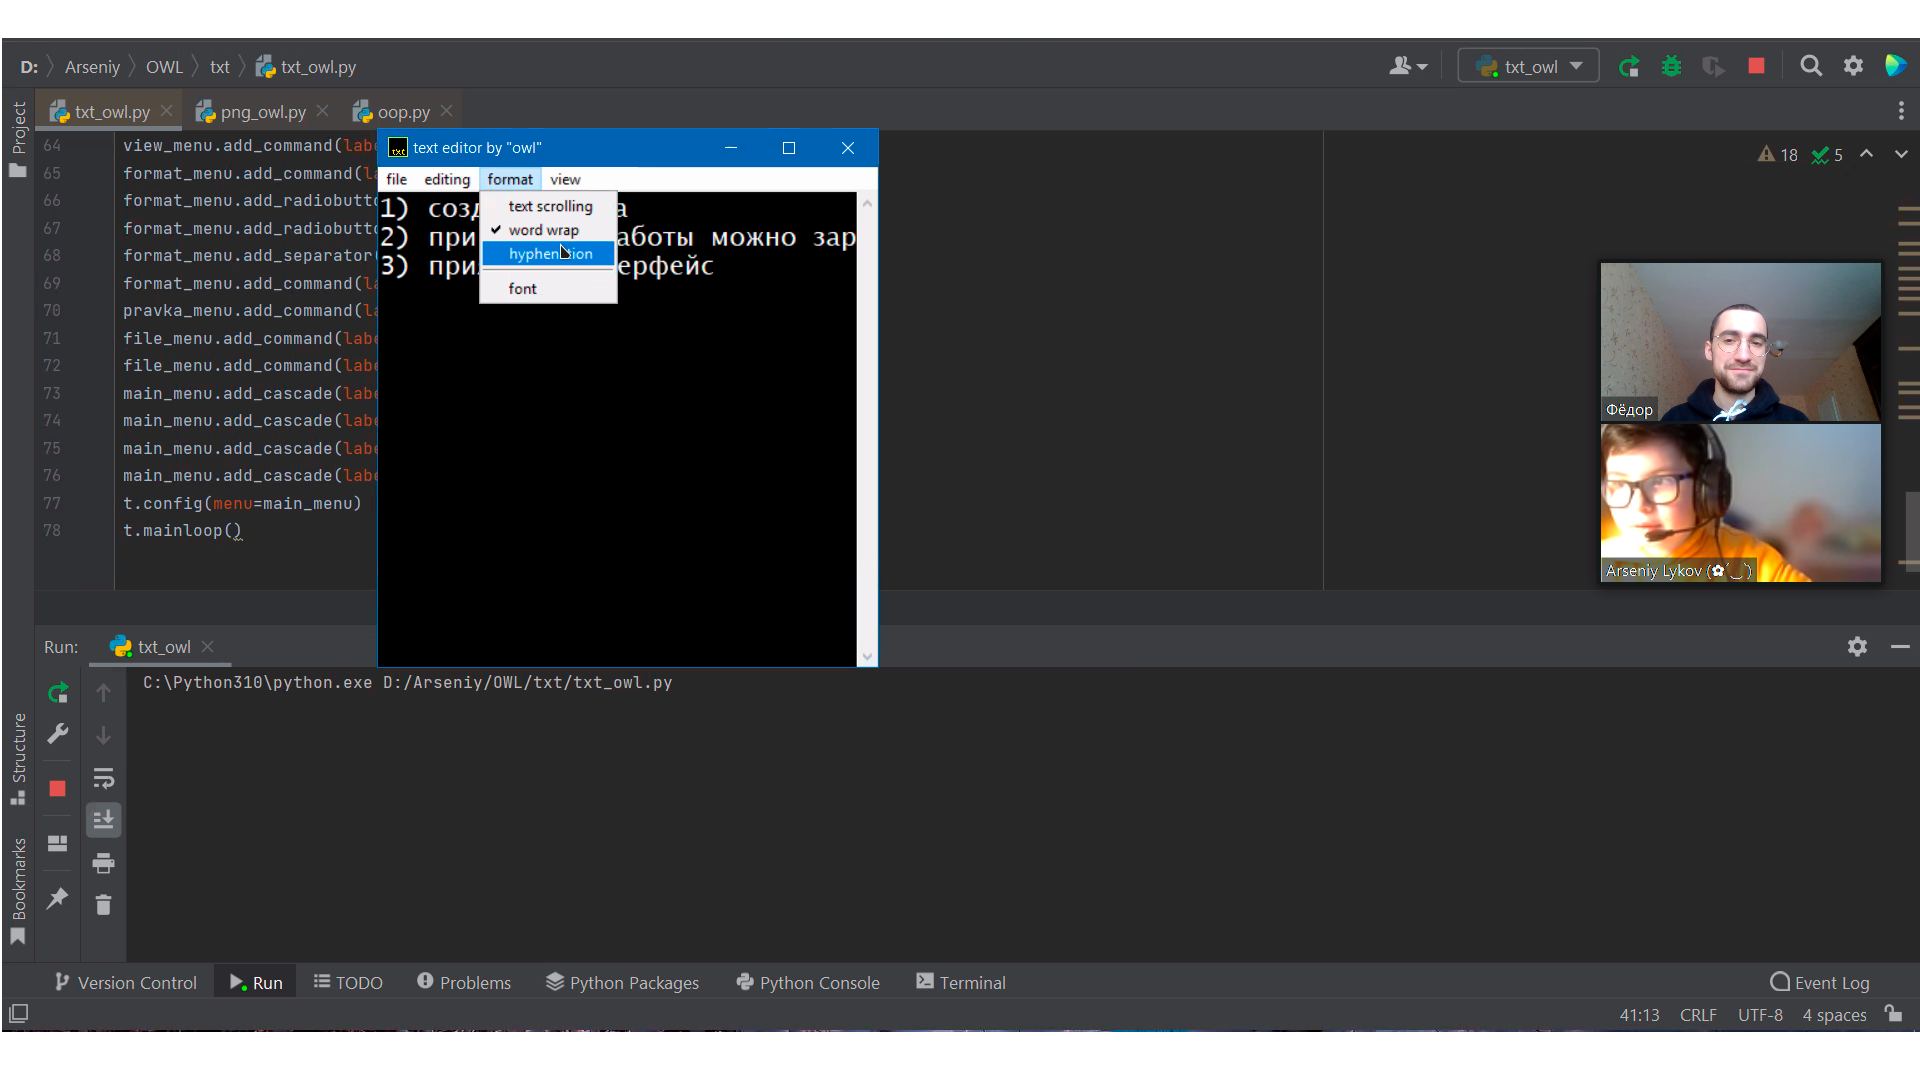 D: Arseniy OWL txt txt_owl.py
txt_owl
Project
txt_owl.py png_owl.py oop.py
64 view_menu.add_command(labe
65 format_menu.add_command(l
66 format_menu.add_radiobutt
67 format_menu.add_radiobutt
68 format_menu.add_separator(
69 format_menu.add_command(l
70 pravka_menu.add_command(l
71 file_menu.add_command(labe
72 file_menu.add_command(labe
73 main_menu.add_cascade(labe
74 main_menu.add_cascade(labe
75 main_menu.add_cascade(labe
76 main_menu.add_cascade(labe
77 t.config(menu=main_menu)
78 t.mainloop()
18 5
text editor by "owl"
file editing format view
text scrolling
word wrap
font
1) соз
2) при аботы можно зар
3) при ерфейс
Фёдор
Arseniy Lykov (✿´‿`)
Run: txt_owl
C:\Python310\python.exe D:/Arseniy/OWL/txt/txt_owl.py
Structure
Bookmarks
Version Control Run TODO Problems Python Packages Python Console Terminal Event Log
41:13 CRLF UTF-8 4 spaces